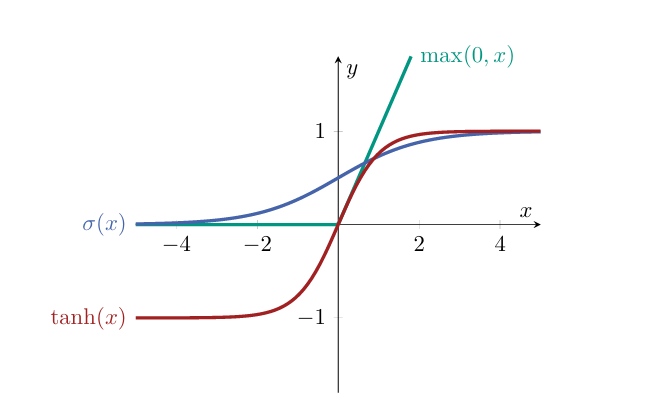 max(0, x)
y
1
x
σ(x)
−4 −2 2 4
tanh(x)
−1